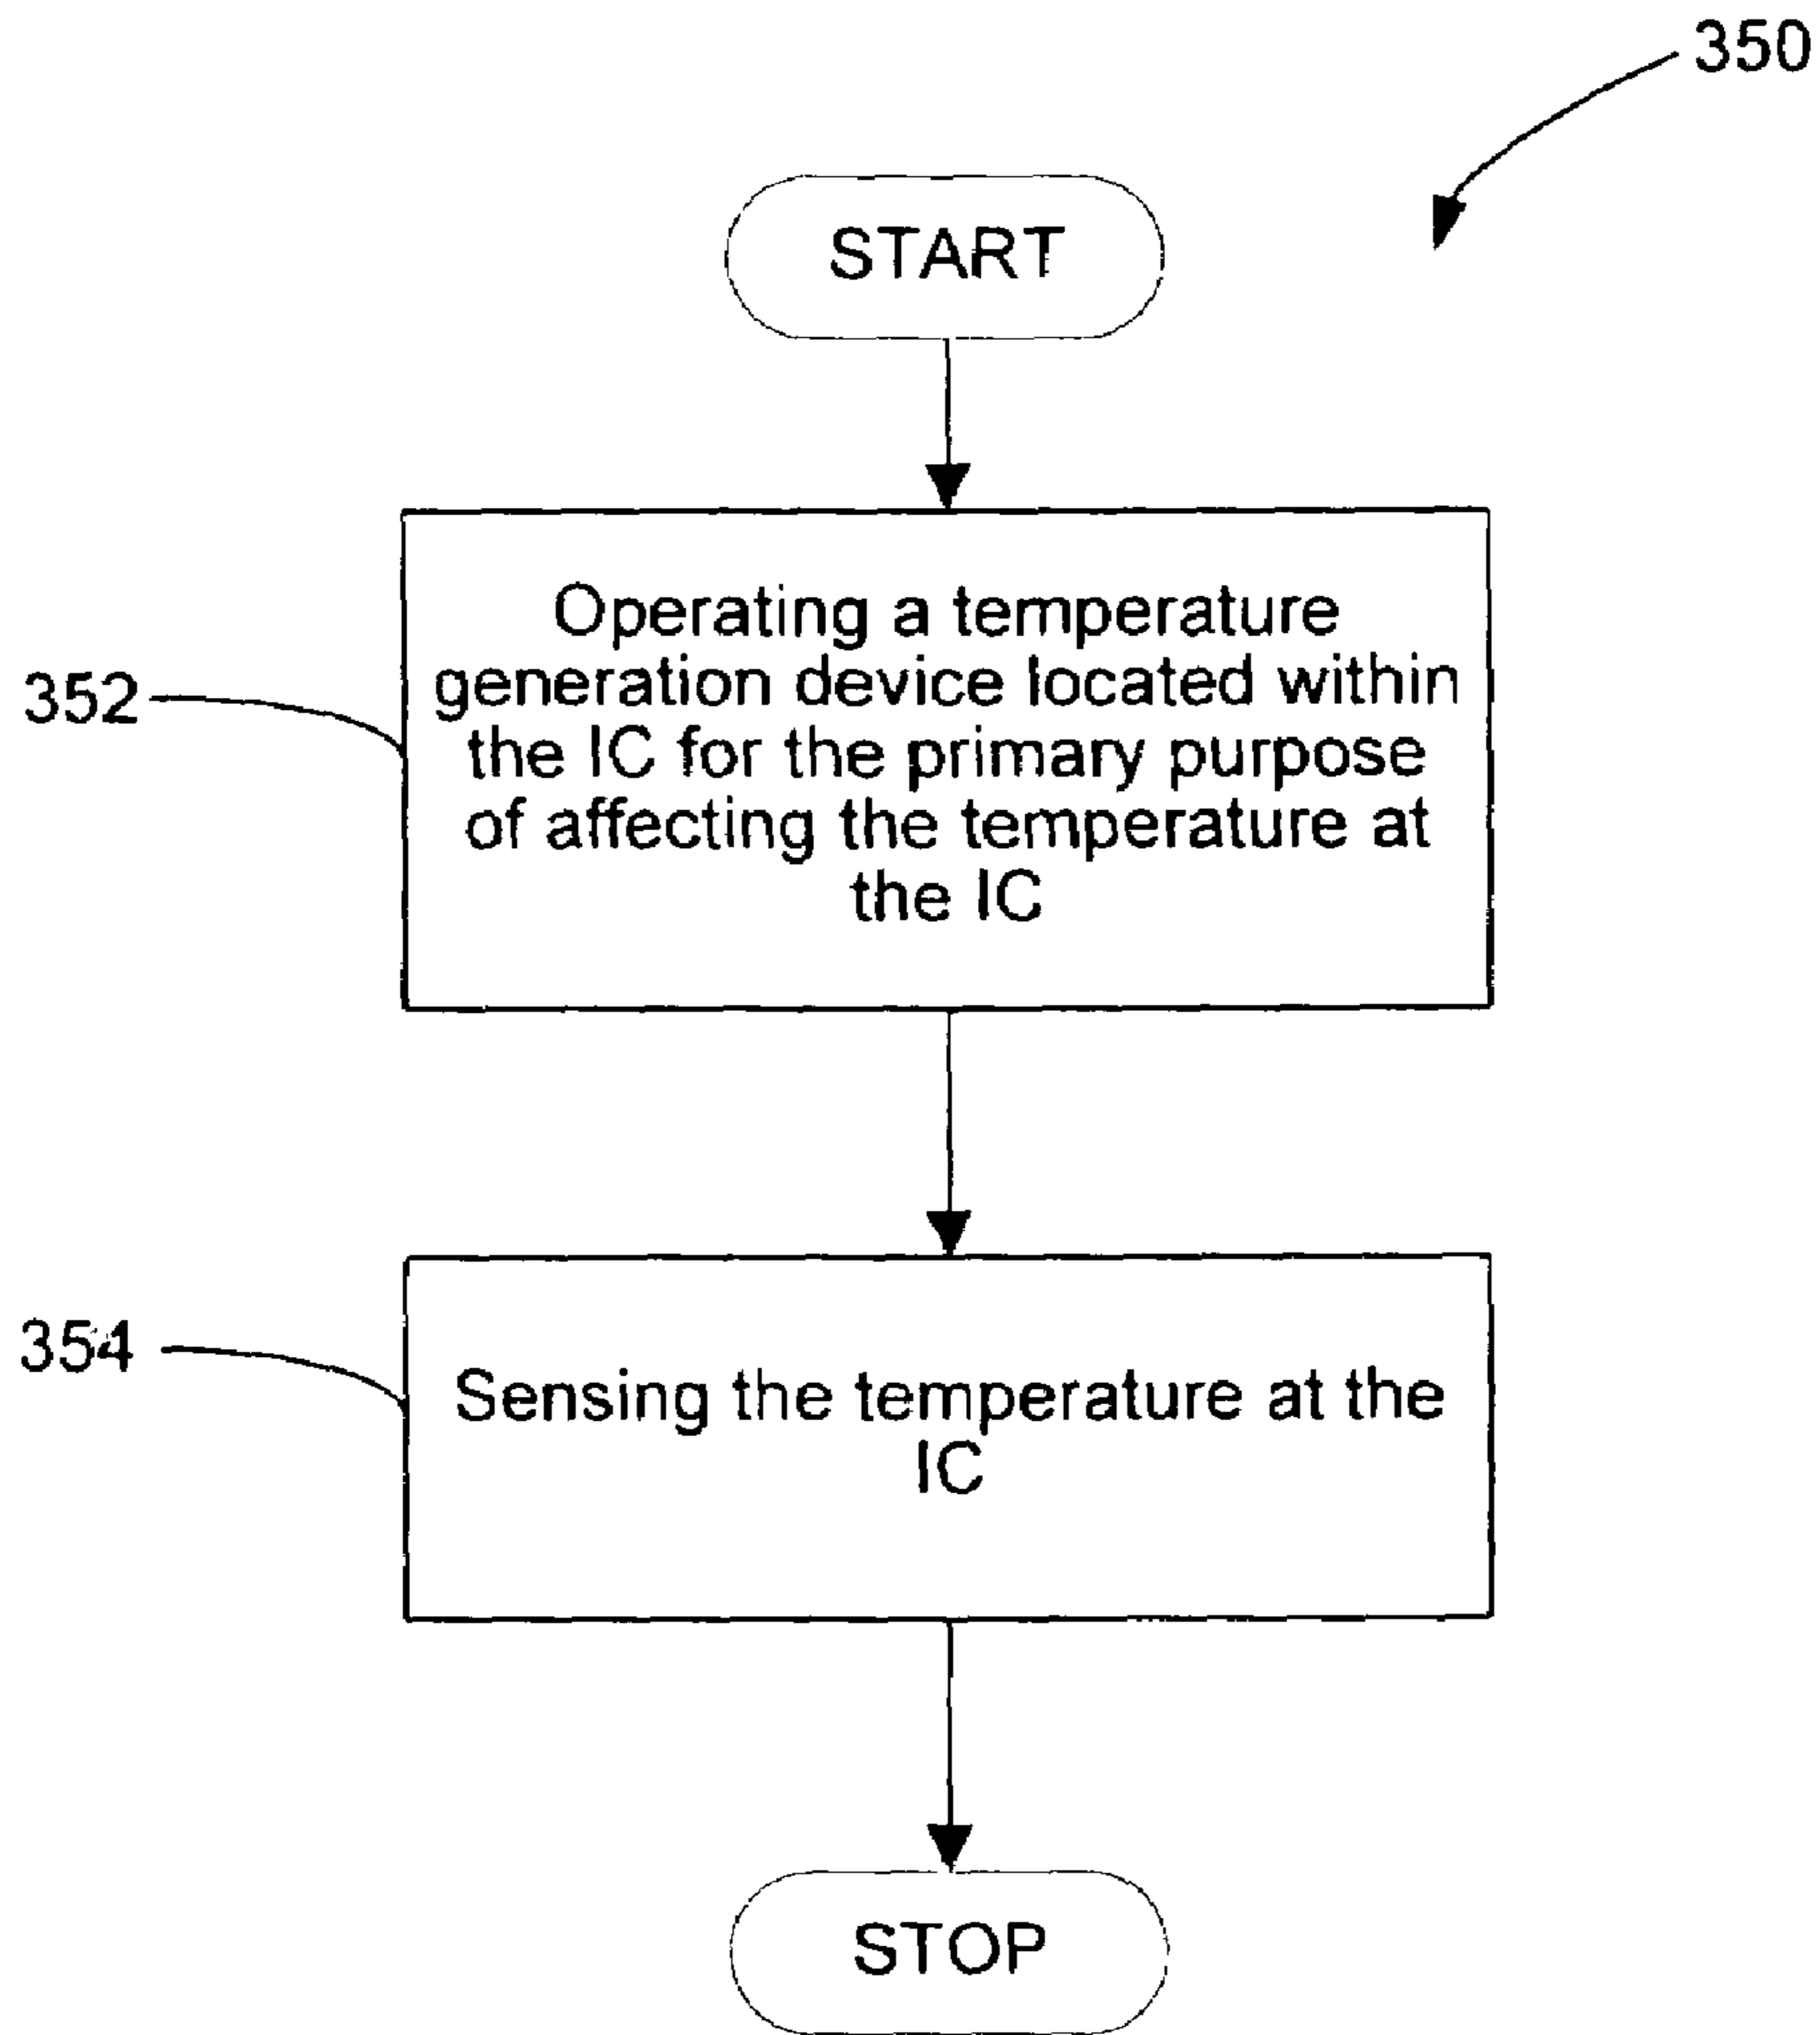 350
START
352
Operating a temperature
generation device located within
the IC for the primary purpose
of affecting the temperature at
the IC
354
Sensing the temperature at the
IC
STOP